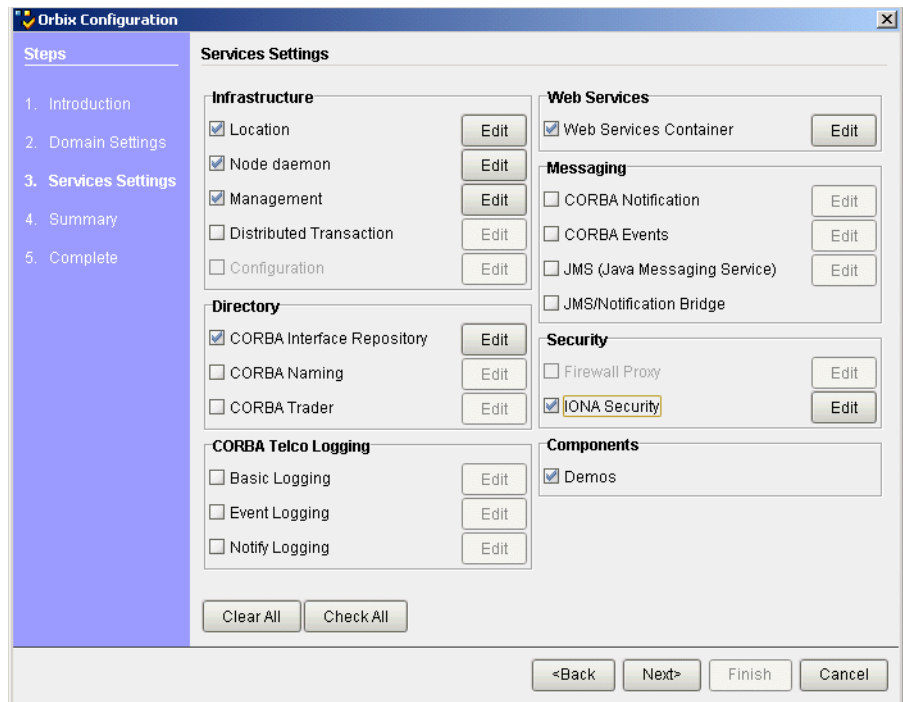 Orbix Configuration
Steps
1. Introduction
2. Domain Settings
3. Services Settings
4. Summary
5. Complete
Services Settings
Infrastructure
Location Edit
Node daemon Edit
Management Edit
Distributed Transaction Edit
Configuration Edit
Directory
CORBA Interface Repository Edit
CORBA Naming Edit
CORBA Trader Edit
CORBA Telco Logging
Basic Logging Edit
Event Logging Edit
Notify Logging Edit
Web Services
Web Services Container Edit
Messaging
CORBA Notification Edit
CORBA Events Edit
JMS (Java Messaging Service) Edit
JMS/Notification Bridge
Security
Firewall Proxy Edit
IONA Security Edit
Components
Demos
Clear All Check All
<Back Next> Finish Cancel